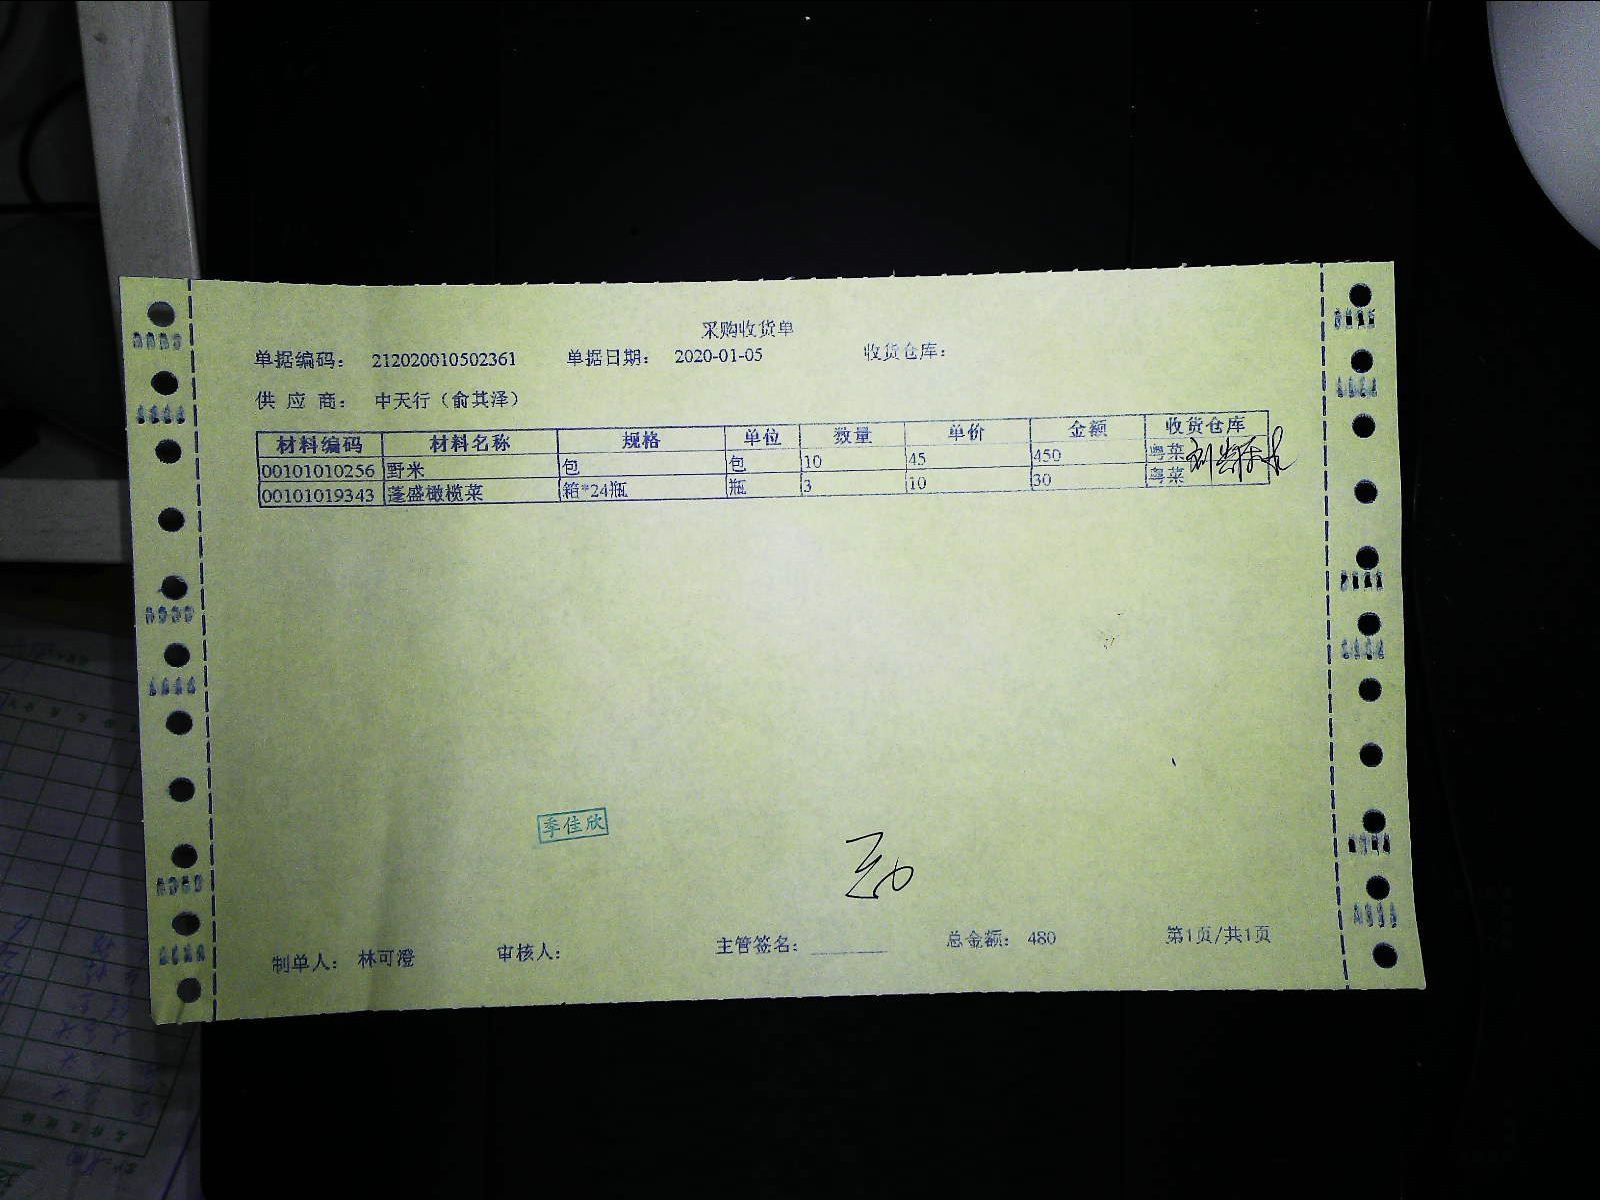 采购收货单
单据编码： 212020010502361 单据日期： 2020-01-05 收货仓库：
供 应 商： 中天行（俞其泽）
材料编码 材料名称 规格 单位 数量 单价 金额 收货仓库
00101010256 野米 包 包 10 45 450 粤菜
00101019343 蓬盛橄榄菜 箱*24瓶 瓶 3 10 30 粤菜
季佳欣
制单人： 林可澄 审核人： 主管签名： 总金额： 480 第1页/共1页